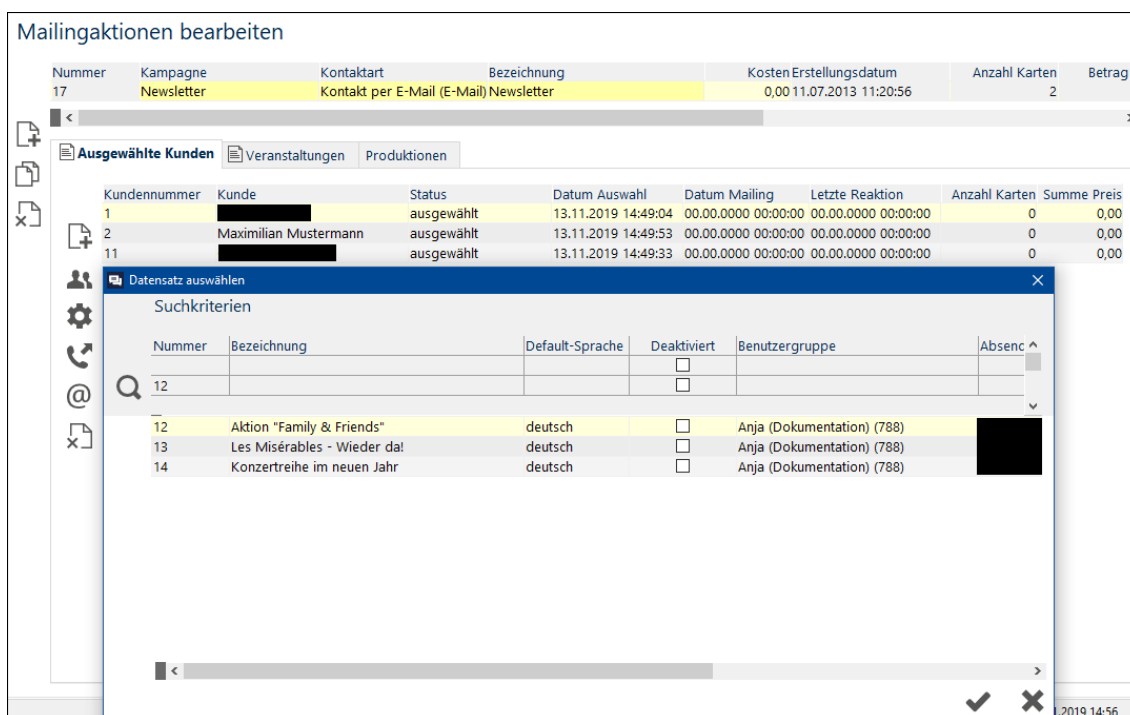 Mailingaktionen bearbeiten
Nummer Kampagne Kontaktart Bezeichnung Kosten Erstellungsdatum Anzahl Karten Betrag
17 Newsletter Kontakt per E-Mail (E-Mail) Newsletter 0,00 11.07.2013 11:20:56 2
Ausgewählte Kunden Veranstaltungen Produktionen
Kundennummer Kunde Status Datum Auswahl Datum Mailing Letzte Reaktion Anzahl Karten Summe Preis
1 ausgewählt 13.11.2019 14:49:04 00.00.0000 00:00:00 00.00.0000 00:00:00 0 0,00
2 Maximilian Mustermann ausgewählt 13.11.2019 14:49:53 00.00.0000 00:00:00 00.00.0000 00:00:00 0 0,00
11 ausgewählt 13.11.2019 14:49:33 00.00.0000 00:00:00 00.00.0000 00:00:00 0 0,00
Datensatz auswählen
Suchkriterien
Nummer Bezeichnung Default-Sprache Deaktiviert Benutzergruppe Absenc
12
12 Aktion "Family & Friends" deutsch Anja (Dokumentation) (788)
13 Les Misérables - Wieder da! deutsch Anja (Dokumentation) (788)
14 Konzertreihe im neuen Jahr deutsch Anja (Dokumentation) (788)
.2019 14:56